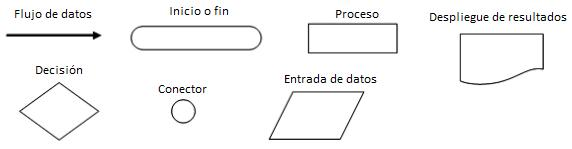 Flujo de datos
Inicio o fin
Proceso
Despliegue de resultados
Decisión
Conector
Entrada de datos